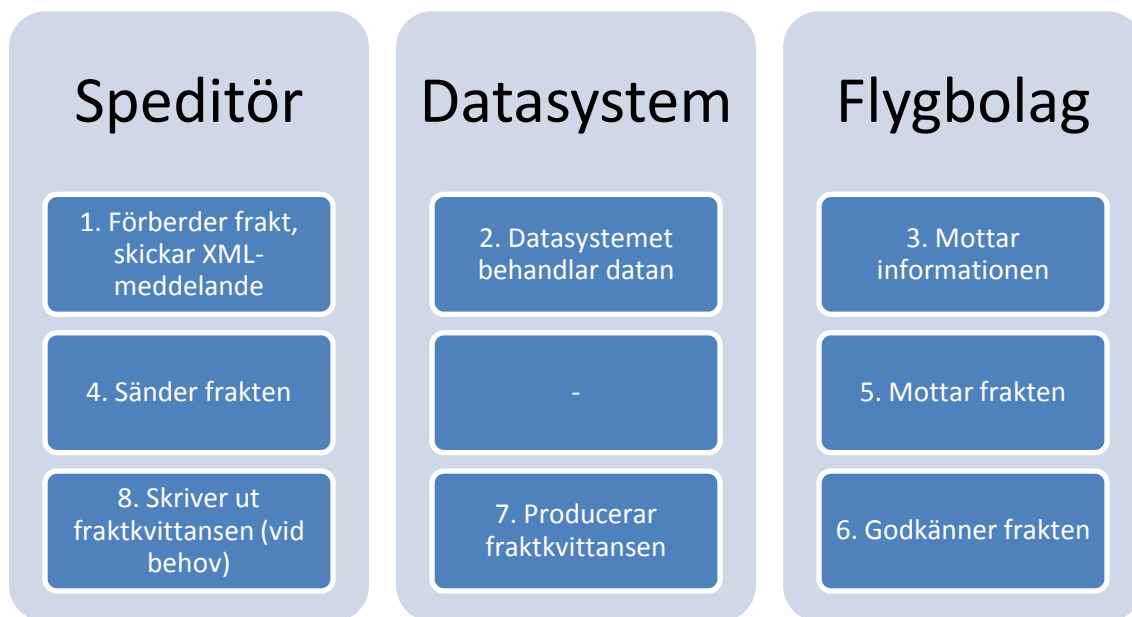 Speditör
1. Förberder frakt,
skickar XML-
meddelande
4. Sänder frakten
8. Skriver ut
fraktkvittansen (vid
behov)
Datasystem
2. Datasystemet
behandlar datan
-
7. Producerar
fraktkvittansen
Flygbolag
3. Mottar
informationen
5. Mottar frakten
6. Godkänner frakten